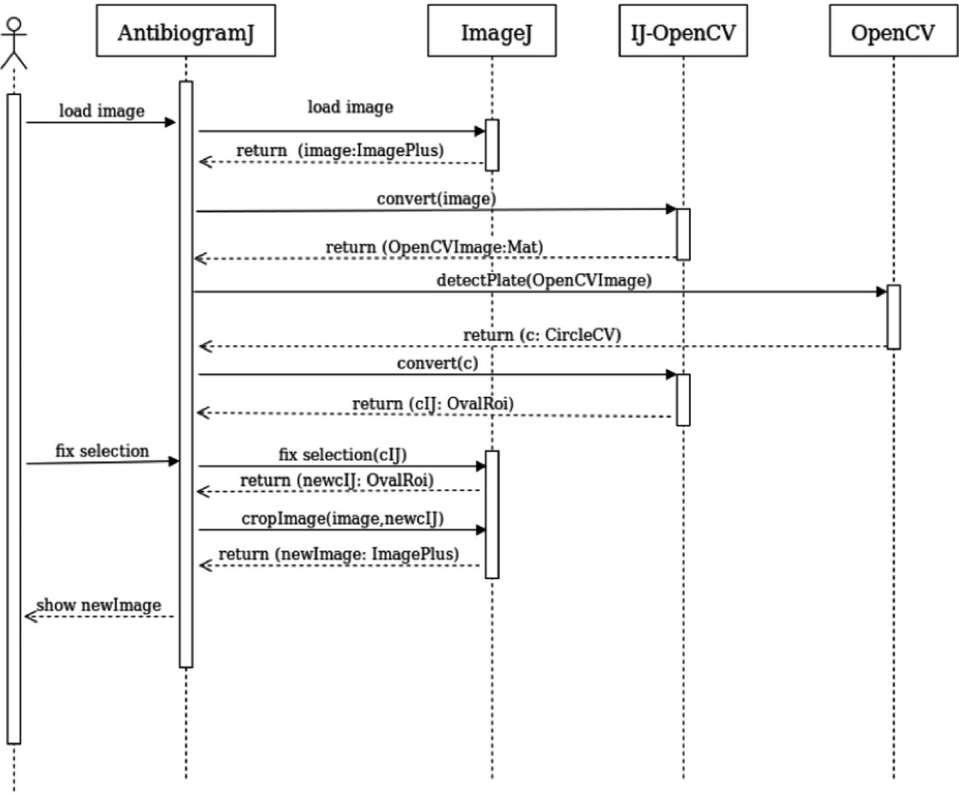 AntibiogramJ
ImageJ
IJ-OpenCV
OpenCV
load image
load image
return (image:ImagePlus)
convert(image)
return (OpenCVImage:Mat)
detectPlate(OpenCVImage)
return (c: CircleCV)
convert(c)
return (cIJ: OvalRoi)
fix selection
fix selection(cIJ)
return (newcIJ: OvalRoi)
cropImage(image,newcIJ)
return (newImage: ImagePlus)
show newImage